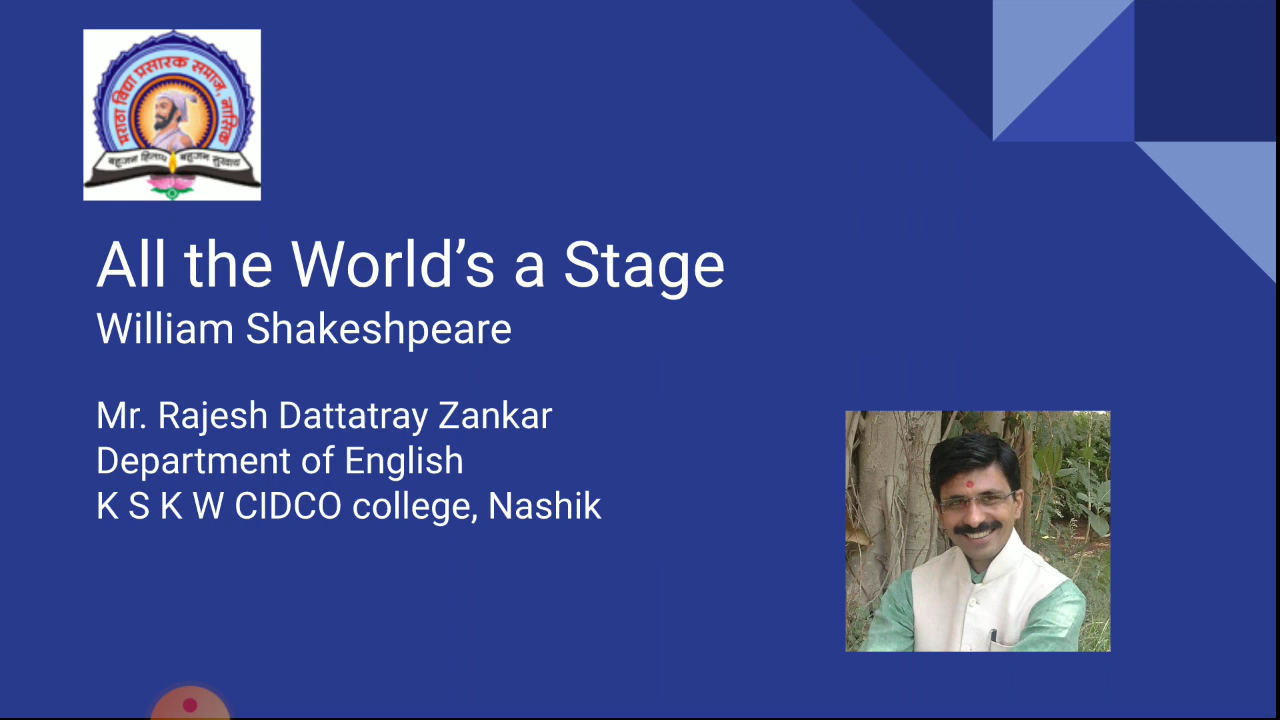 मराठा विद्या प्रसारक समाज, नाशिक
बहुजन हिताय बहुजन सुखाय
All the World’s a Stage
William Shakeshpeare
Mr. Rajesh Dattatray Zankar
Department of English
K S K W CIDCO college, Nashik